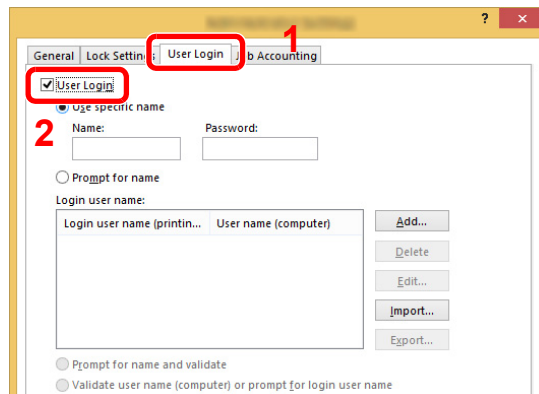 ? ×
1
General Lock Settings User Login Job Accounting
User Login
2
Use specific name
Name: Password:
Prompt for name
Login user name:
Login user name (printin... User name (computer)
Add...
Delete
Edit...
Import...
Export...
Prompt for name and validate
Validate user name (computer) or prompt for login user name